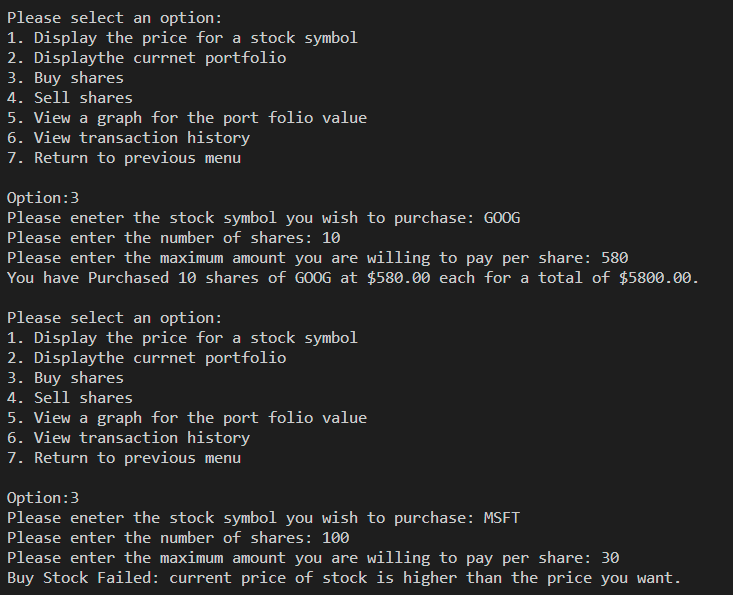 Please select an option:
1. Display the price for a stock symbol
2. Displaythe currnet portfolio
3. Buy shares
4. Sell shares
5. View a graph for the port folio value
6. View transaction history
7. Return to previous menu
Option:3
Please eneter the stock symbol you wish to purchase: GOOG
Please enter the number of shares: 10
Please enter the maximum amount you are willing to pay per share: 580
You have Purchased 10 shares of GOOG at $580.00 each for a total of $5800.00.
Please select an option:
1. Display the price for a stock symbol
2. Displaythe currnet portfolio
3. Buy shares
4. Sell shares
5. View a graph for the port folio value
6. View transaction history
7. Return to previous menu
Option:3
Please eneter the stock symbol you wish to purchase: MSFT
Please enter the number of shares: 100
Please enter the maximum amount you are willing to pay per share: 30
Buy Stock Failed: current price of stock is higher than the price you want.